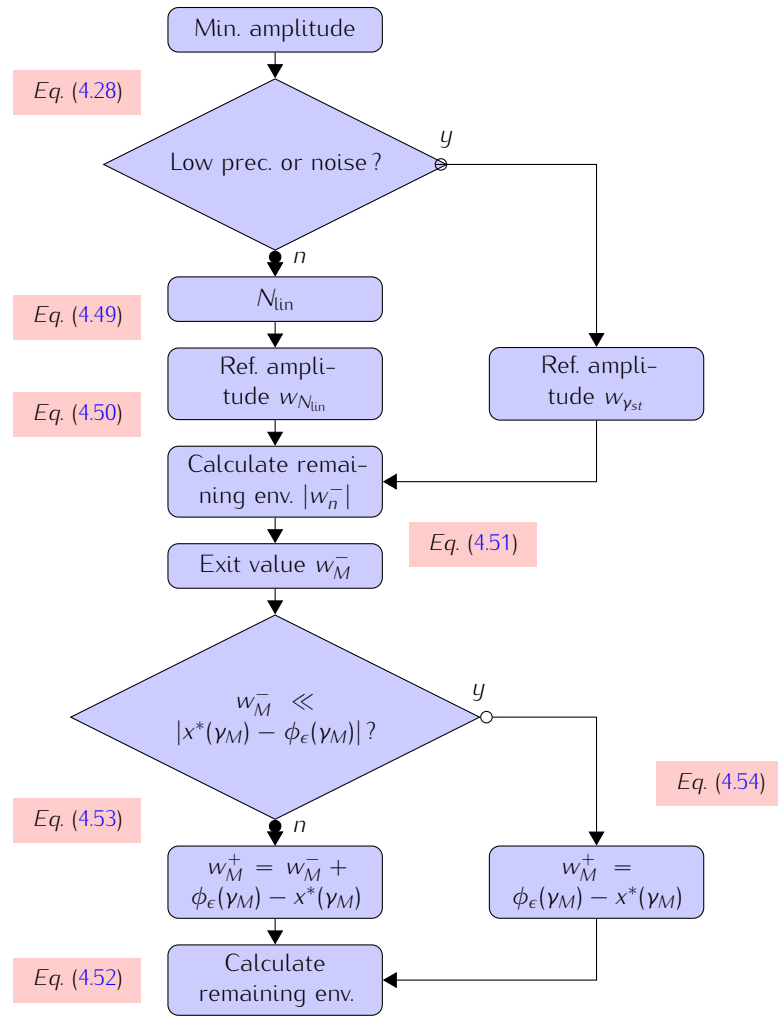 Min. amplitude
Eq. (4.28)
y
Low prec. or noise ?
n
N_lin
Eq. (4.49)
Ref. ampli-
tude w_{N_lin}
Ref. ampli-
tude w_{γ_st}
Eq. (4.50)
Calculate remai-
ning env. |w_n^−|
Eq. (4.51)
Exit value w_M^−
y
w_M^− ≪
|x*(γ_M) − ϕ_ϵ(γ_M)| ?
Eq. (4.54)
Eq. (4.53)
n
w_M^+ = w_M^− +
ϕ_ϵ(γ_M) − x*(γ_M)
w_M^+ =
ϕ_ϵ(γ_M) − x*(γ_M)
Eq. (4.52)
Calculate
remaining env.